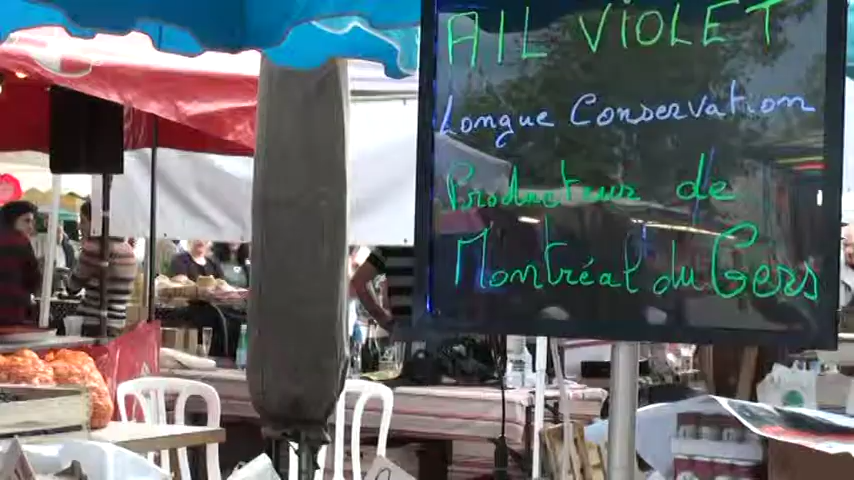 AIL VIOLET
Longue Conservation
Producteur de
Montréal du Gers